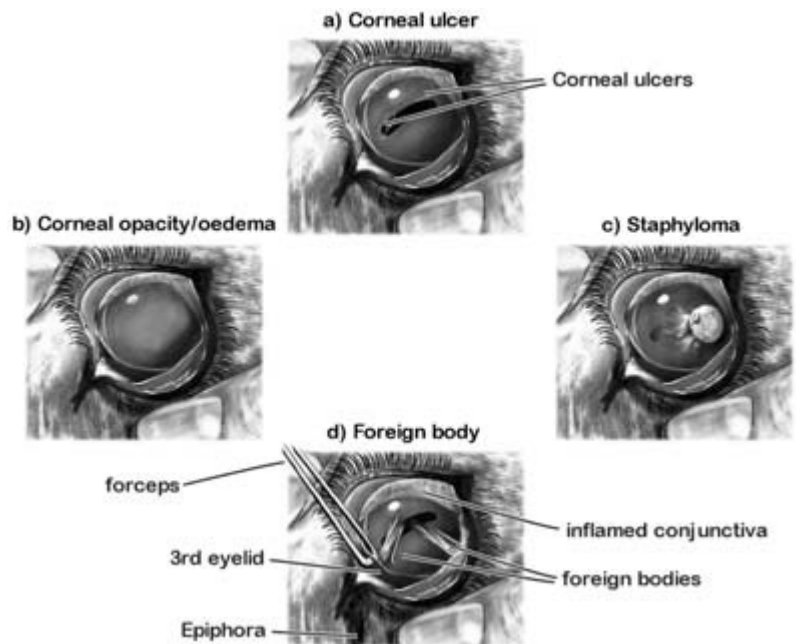 a) Corneal ulcer
Corneal ulcers
b) Corneal opacity/oedema
c) Staphyloma
d) Foreign body
forceps
inflamed conjunctiva
3rd eyelid
foreign bodies
Epiphora